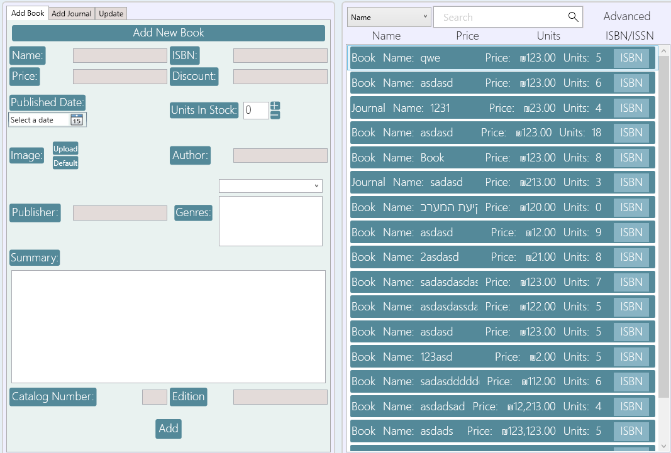 Add Book Add Journal Update
Add New Book
Name: ISBN:
Price: Discount:
Published Date:
Select a date 15
Units In Stock: 0
Image: Upload
Default
Author:
Publisher: Genres:
Summary:
Catalog Number: Edition
Add
Name Search Advanced
Name Price Units ISBN/ISSN
Book Name: qwe Price: ₪123.00 Units: 5 ISBN
Book Name: asdasd Price: ₪123.00 Units: 6 ISBN
Journal Name: 1231 Price: ₪23.00 Units: 4 ISBN
Book Name: asdasd Price: ₪123.00 Units: 18 ISBN
Book Name: Book Price: ₪123.00 Units: 8 ISBN
Journal Name: sadasd Price: ₪213.00 Units: 3 ISBN
Book Name: קיעת המערב Price: ₪120.00 Units: 0 ISBN
Book Name: asdasd Price: ₪12.00 Units: 9 ISBN
Book Name: 2asdasd Price: ₪21.00 Units: 8 ISBN
Book Name: sadasdasdas Price: ₪123.00 Units: 7 ISBN
Book Name: asdasdassda Price: ₪122.00 Units: 5 ISBN
Book Name: asdasd Price: ₪123.00 Units: 5 ISBN
Book Name: 123asd Price: ₪2.00 Units: 5 ISBN
Book Name: sadasddddd Price: ₪112.00 Units: 6 ISBN
Book Name: asdadsad Price: ₪12,213.00 Units: 4 ISBN
Book Name: asdads Price: ₪123,123.00 Units: 5 ISBN